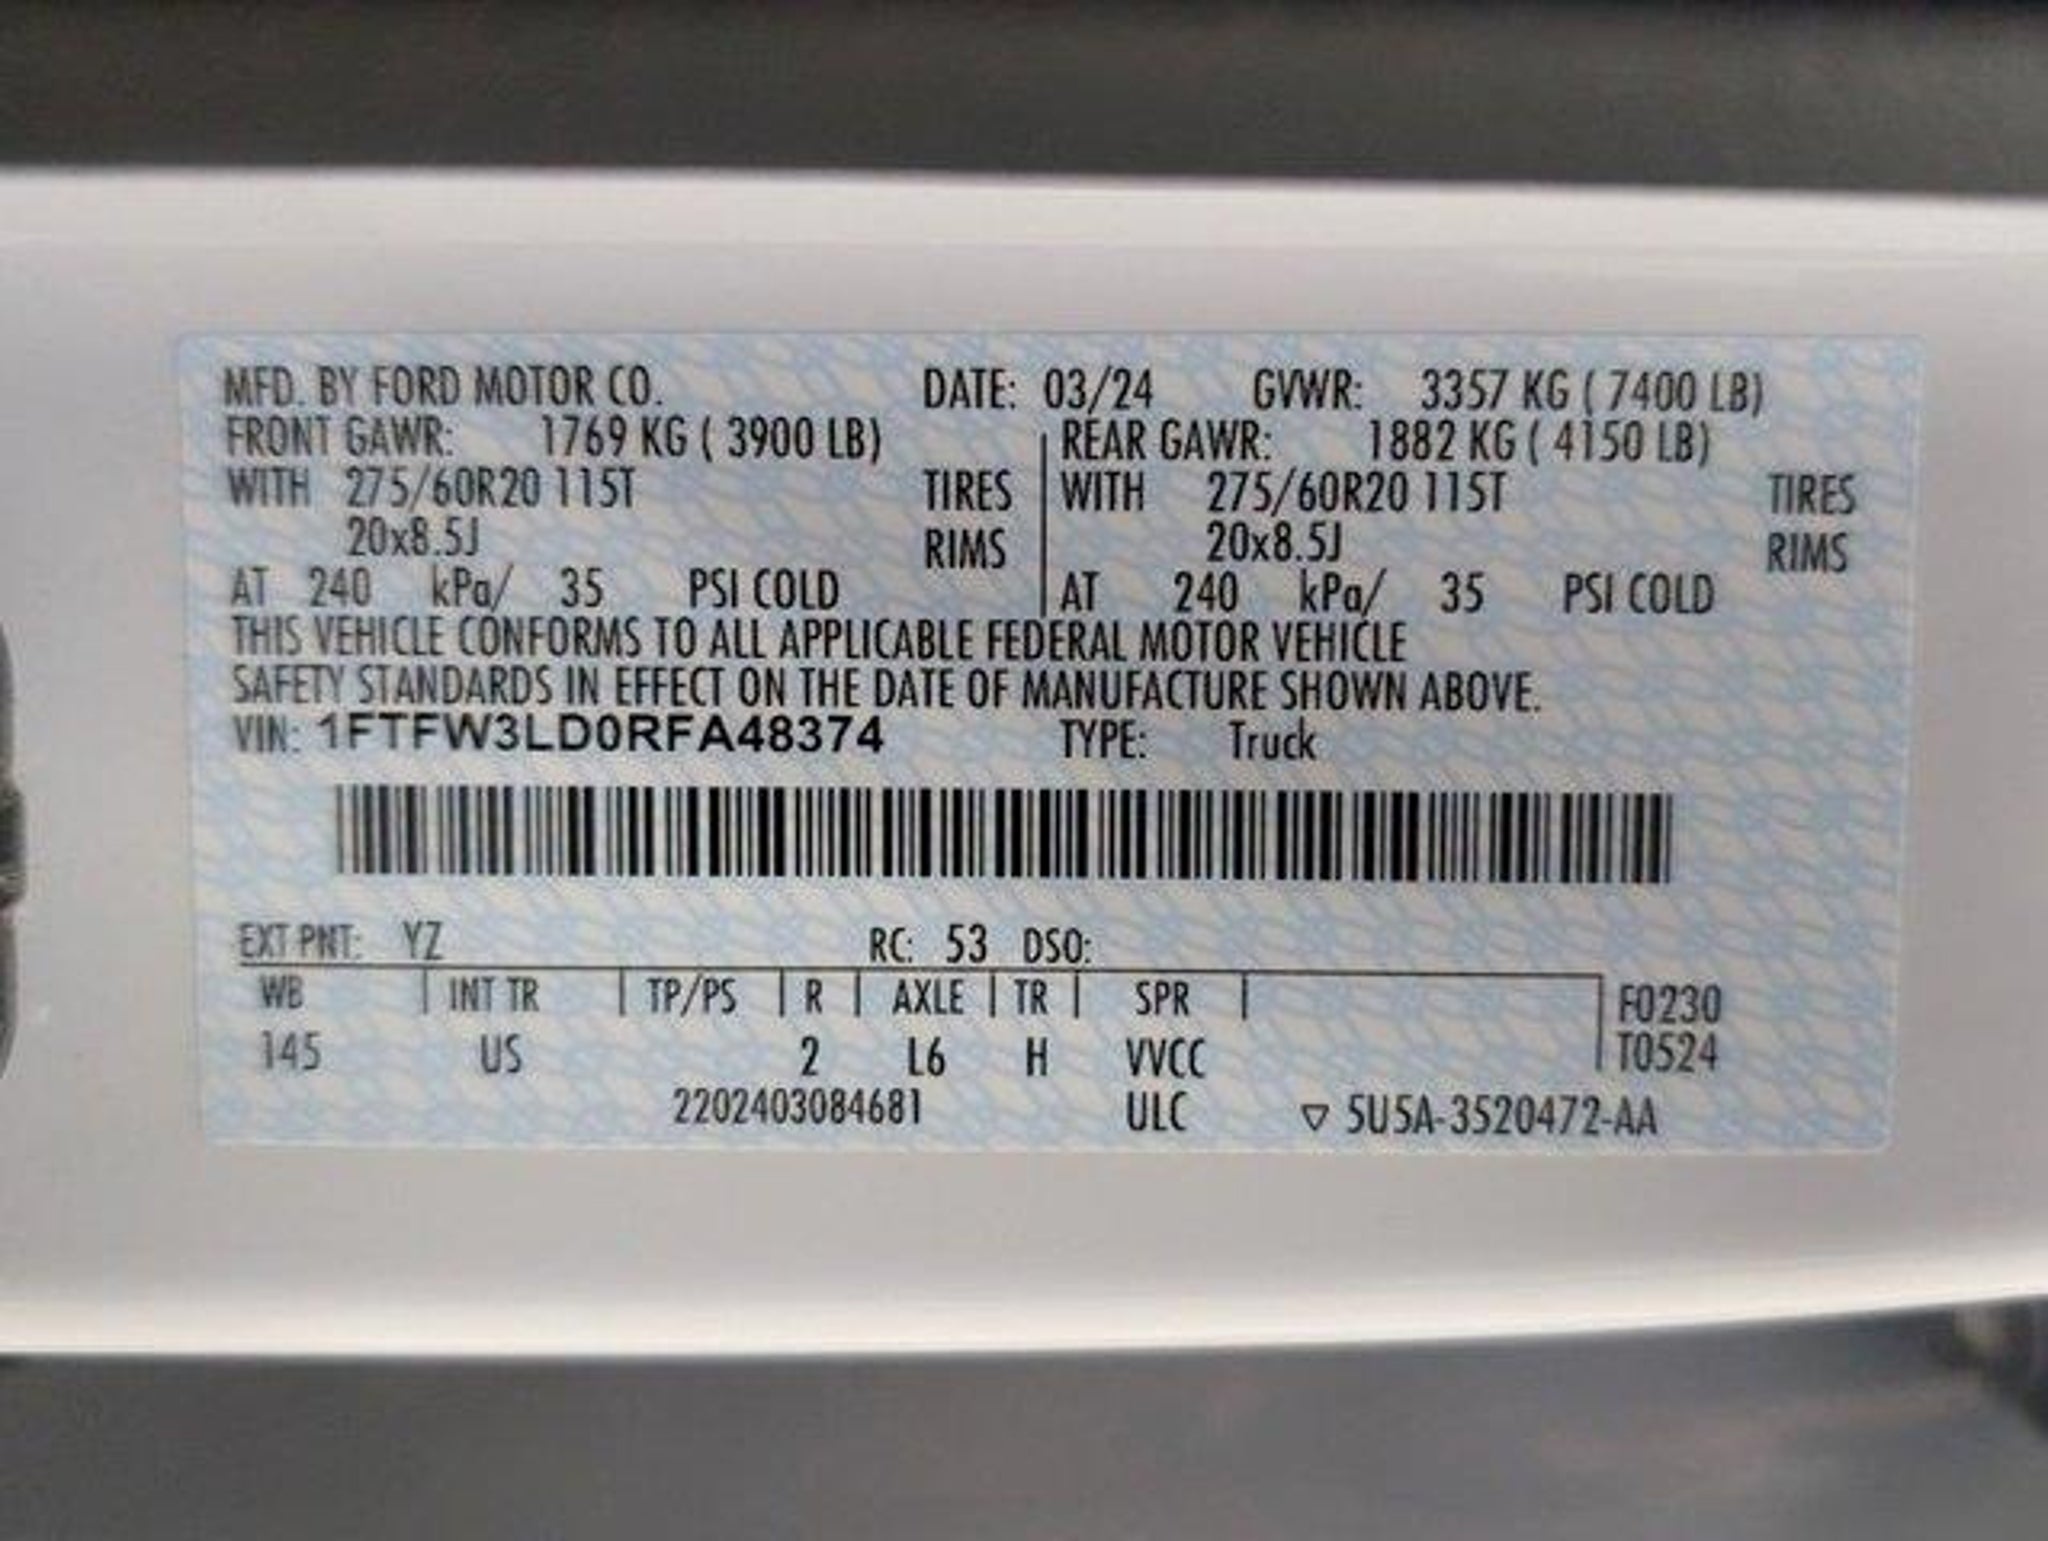 MFD. BY FORD MOTOR CO. DATE: 03/24 GVWR: 3357 KG ( 7400 LB)
FRONT GAWR: 1769 KG ( 3900 LB) REAR GAWR: 1882 KG ( 4150 LB)
WITH 275/60R20 115T TIRES WITH 275/60R20 115T TIRES
20x8.5J RIMS 20x8.5J RIMS
AT 240 kPa/ 35 PSI COLD AT 240 kPa/ 35 PSI COLD
THIS VEHICLE CONFORMS TO ALL APPLICABLE FEDERAL MOTOR VEHICLE
SAFETY STANDARDS IN EFFECT ON THE DATE OF MANUFACTURE SHOWN ABOVE.
VIN: 1FTFW3LD0RFA48374 TYPE: Truck
EXT PNT: YZ RC: 53 DSO:
WB INT TR TP/PS R AXLE TR SPR F0230
145 US 2 L6 H VVCC T0524
2202403084681 ULC ▽ 5U5A-3520472-AA